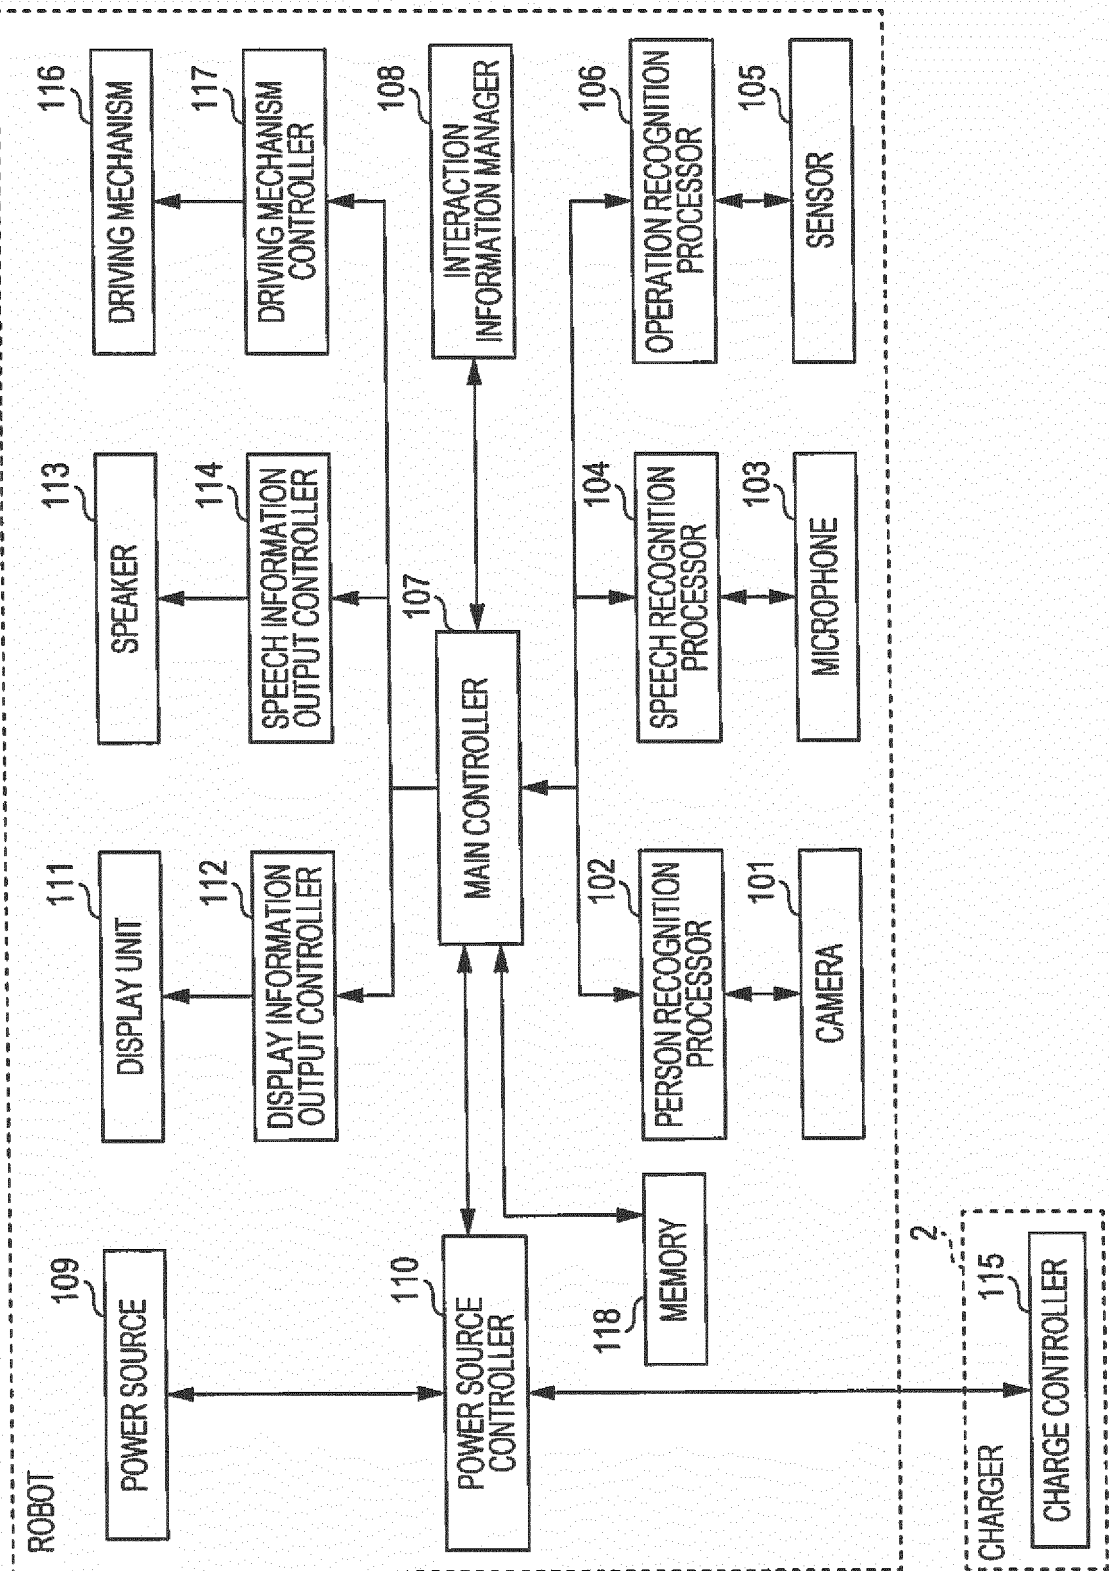 ROBOT
109
POWER SOURCE
111
DISPLAY UNIT
113
SPEAKER
116
DRIVING MECHANISM
112
DISPLAY INFORMATION
OUTPUT CONTROLLER
114
SPEECH INFORMATION
OUTPUT CONTROLLER
117
DRIVING MECHANISM
CONTROLLER
110
POWER SOURCE
CONTROLLER
107
MAIN CONTROLLER
108
INTERACTION
INFORMATION MANAGER
118
MEMORY
102
PERSON RECOGNITION
PROCESSOR
104
SPEECH RECOGNITION
PROCESSOR
106
OPERATION RECOGNITION
PROCESSOR
101
CAMERA
103
MICROPHONE
105
SENSOR
2
CHARGER
115
CHARGE CONTROLLER